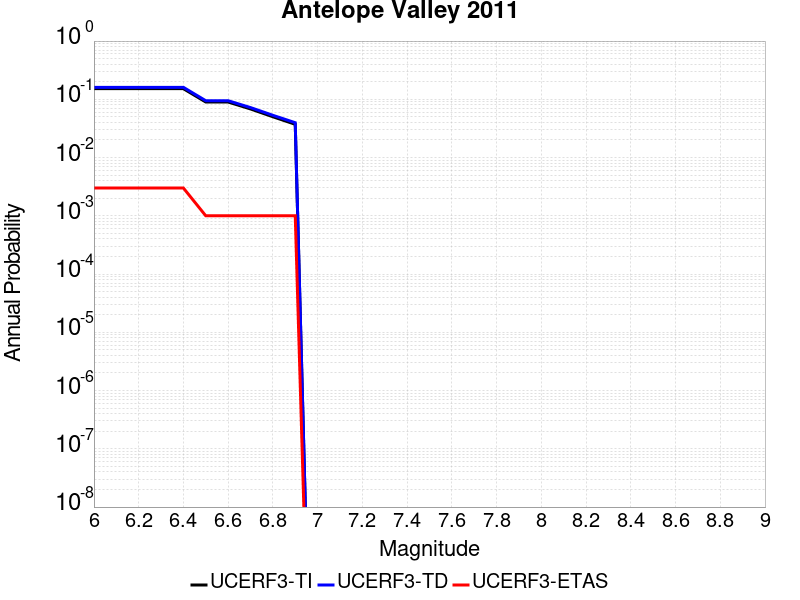 Antelope Valley 2011
Annual Probability
10^0
10^-1
10^-2
10^-3
10^-4
10^-5
10^-6
10^-7
10^-8
6 6.2 6.4 6.6 6.8 7 7.2 7.4 7.6 7.8 8 8.2 8.4 8.6 8.8 9
Magnitude
UCERF3-TI UCERF3-TD UCERF3-ETAS